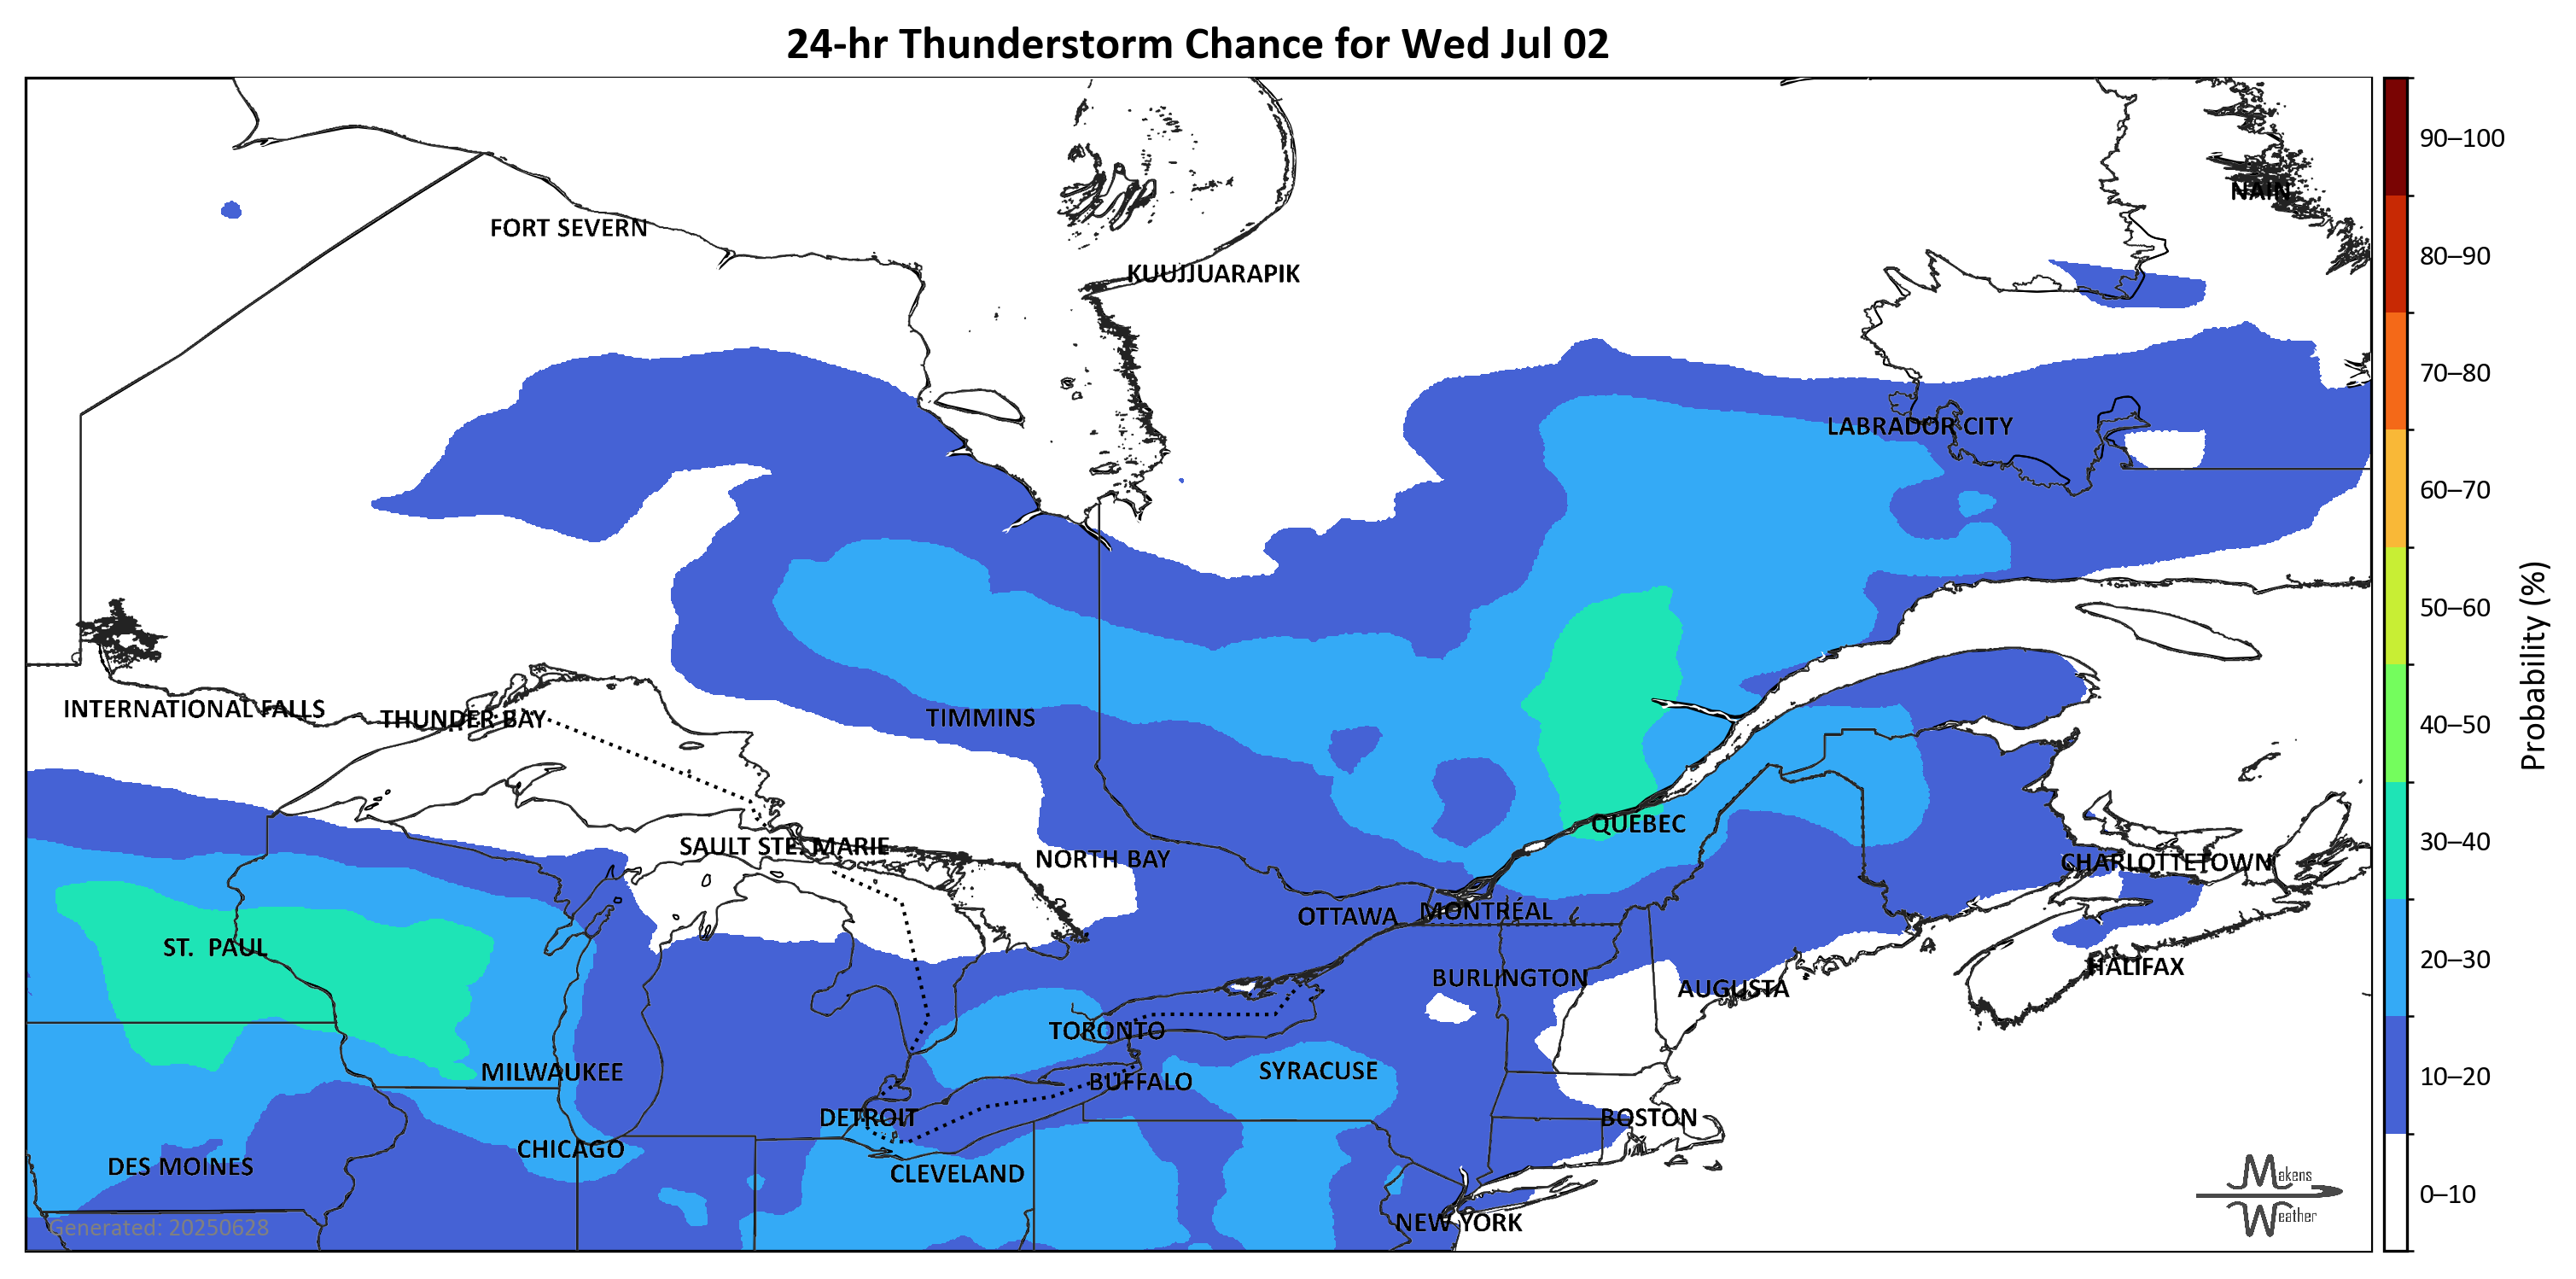 24-hr Thunderstorm Chance for Wed Jul 02
90–100
NAIN
FORT SEVERN
80–90
KUUJJUARAPIK
70–80
LABRADOR CITY
60–70
50–60
Probability (%)
INTERNATIONAL FALLS
THUNDER BAY
TIMMINS
40–50
QUEBEC
SAULT STE. MARIE
NORTH BAY
30–40
CHARLOTTETOWN
OTTAWA
MONTRÉAL
ST. PAUL
20–30
HALIFAX
BURLINGTON
AUGUSTA
TORONTO
MILWAUKEE
SYRACUSE
BUFFALO
10–20
DETROIT
BOSTON
CHICAGO
DES MOINES
CLEVELAND
Makens
Weather
0–10
NEW YORK
Generated: 20250628